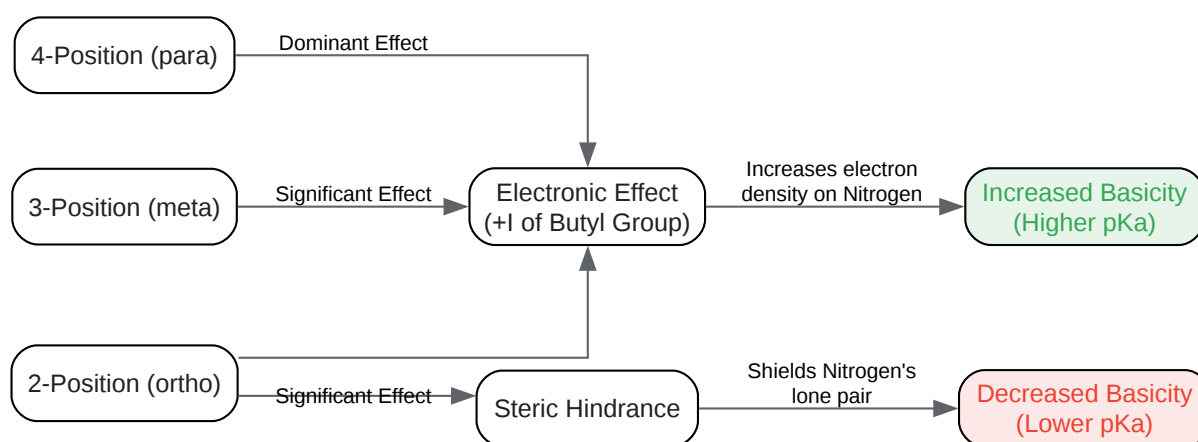 4-Position (para)
Dominant Effect
3-Position (meta)
Significant Effect
Electronic Effect
(+I of Butyl Group)
Increases electron
density on Nitrogen
Increased Basicity
(Higher pKa)
2-Position (ortho)
Significant Effect
Steric Hindrance
Shields Nitrogen's
lone pair
Decreased Basicity
(Lower pKa)